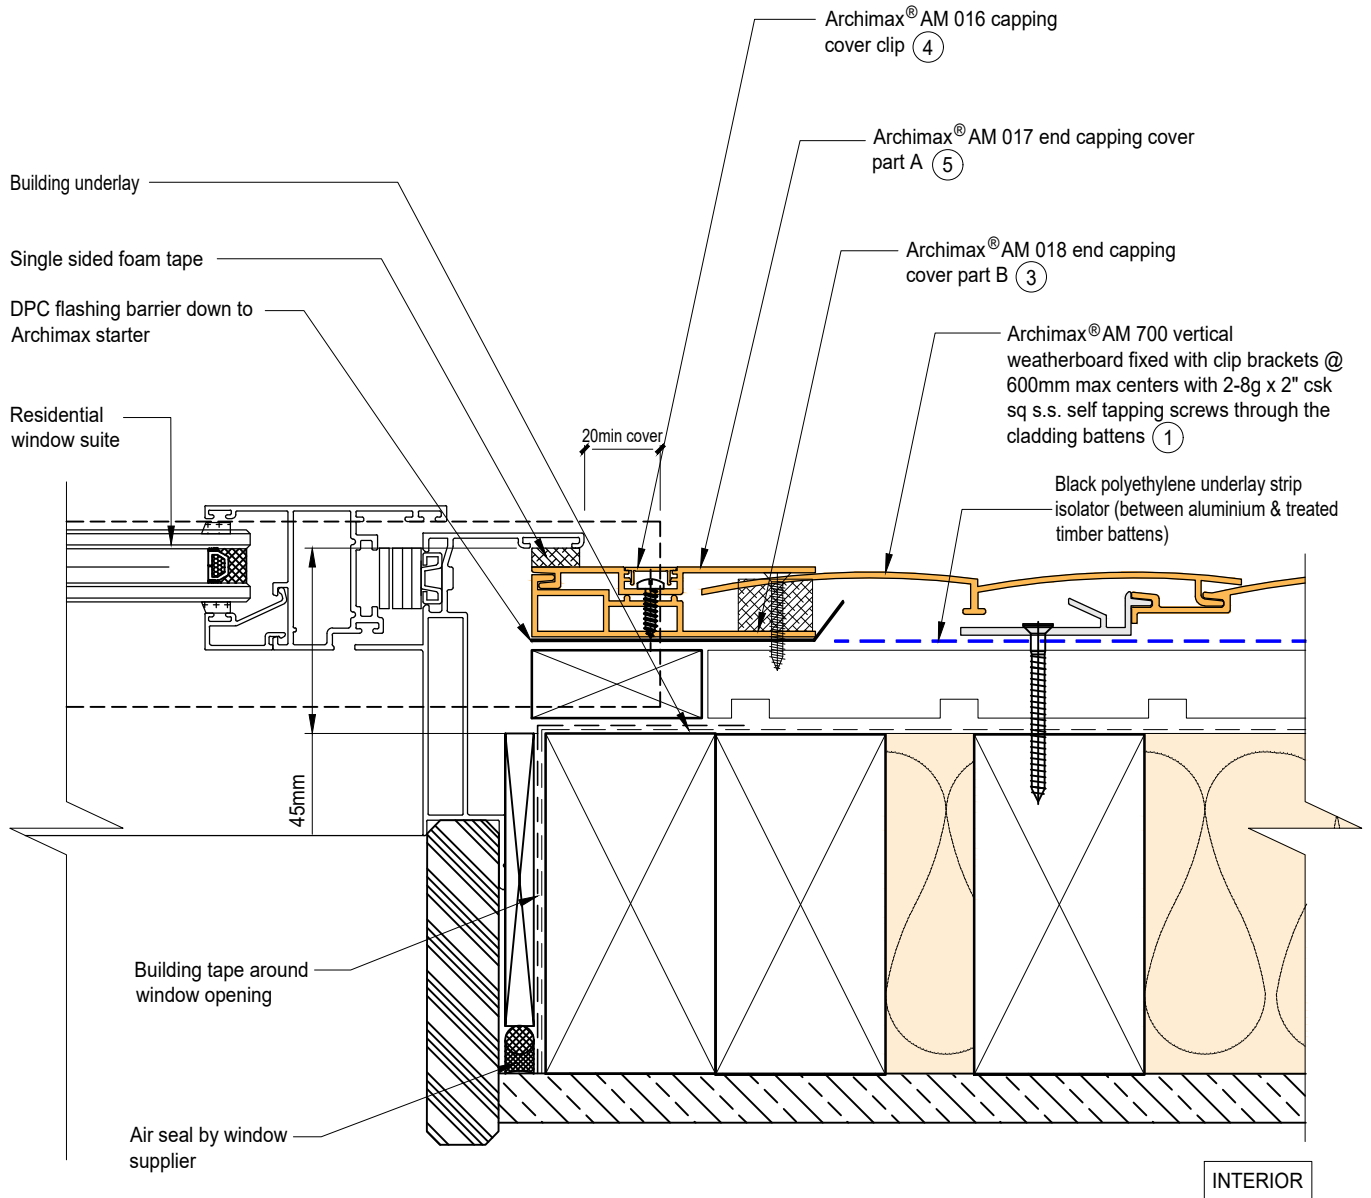 Archimax® AM 016 capping
cover clip 4
Archimax® AM 017 end capping cover
part A 5
Building underlay
Archimax® AM 018 end capping
cover part B 3
Single sided foam tape
DPC flashing barrier down to
Archimax starter
Archimax® AM 700 vertical
weatherboard fixed with clip brackets @
600mm max centers with 2-8g x 2" csk
sq s.s. self tapping screws through the
cladding battens 1
Residential
window suite
20min cover
Black polyethylene underlay strip
isolator (between aluminium & treated
timber battens)
45mm
Building tape around
window opening
Air seal by window
supplier
INTERIOR